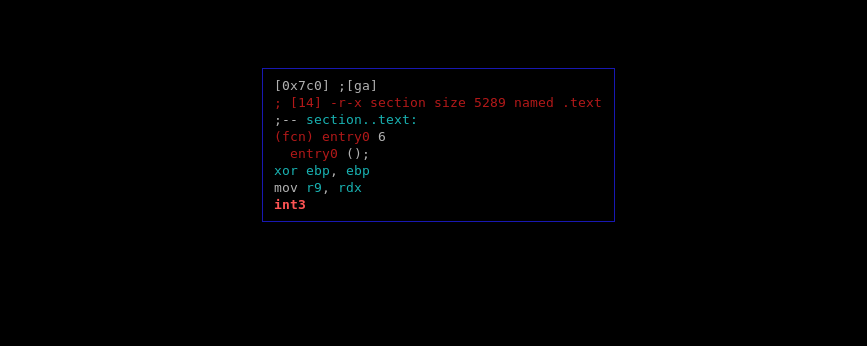 [0x7c0] ;[ga]
; [14] -r-x section size 5289 named .text
;-- section..text:
(fcn) entry0 6
entry0 ();
xor ebp, ebp
mov r9, rdx
int3